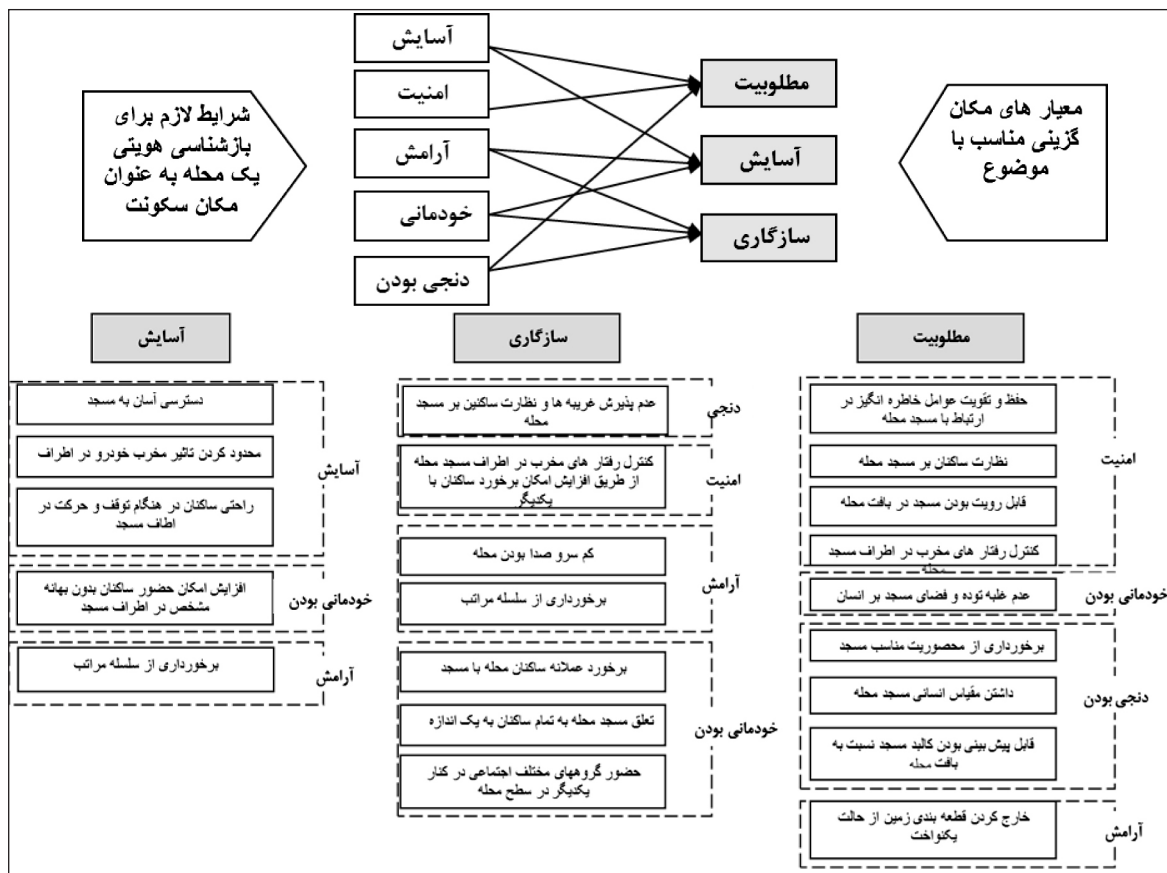 معیار های مکان
گزینی مناسب با
موضوع
مطلوبیت
آسایش
سازگاری
آسایش
امنیت
آرامش
خودمانی
دنجی بودن
شرایط لازم برای
بازشناسی هویتی
یک محله به عنوان
مکان سکونت
مطلوبیت
امنیت
حفظ و تقویت عوامل خاطره انگیز در
ارتباط با مسجد محله
نظارت ساکنان بر مسجد محله
قابل رویت بودن مسجد در بافت محله
کنترل رفتار های مخرب در اطراف مسجد
محله
خودمانی بودن
عدم غلبه توده و فضای مسجد بر انسان
دنجی بودن
برخورداری از محصوریت مناسب مسجد
داشتن مقیاس انسانی مسجد محله
قابل پیش بینی بودن کالبد مسجد نسبت به
بافت محله
آرامش
خارج کردن قطعه بندی زمین از حالت
یکنواخت
سازگاری
دنجی
عدم پذیرش غریبه ها و نظارت ساکنین بر مسجد
محله
امنیت
کنترل رفتار های مخرب در اطراف مسجد محله
از طریق افزایش امکان برخورد ساکنان با
یکدیگر
آرامش
کم سرو صدا بودن محله
برخورداری از سلسله مراتب
خودمانی بودن
برخورد عملانه ساکنان محله با مسجد
تعلق مسجد محله به تمام ساکنان به یک اندازه
حضور گروههای مختلف اجتماعی در کنار
یکدیگر در سطح محله
آسایش
آسایش
دسترسی آسان به مسجد
محدود کردن تاثیر مخرب خودرو در اطراف
راحتی ساکنان در هنگام توقف و حرکت در
اطاف مسجد
خودمانی بودن
افزایش امکان حضور ساکنان بدون بهانه
مشخص در اطراف مسجد
آرامش
برخورداری از سلسله مراتب